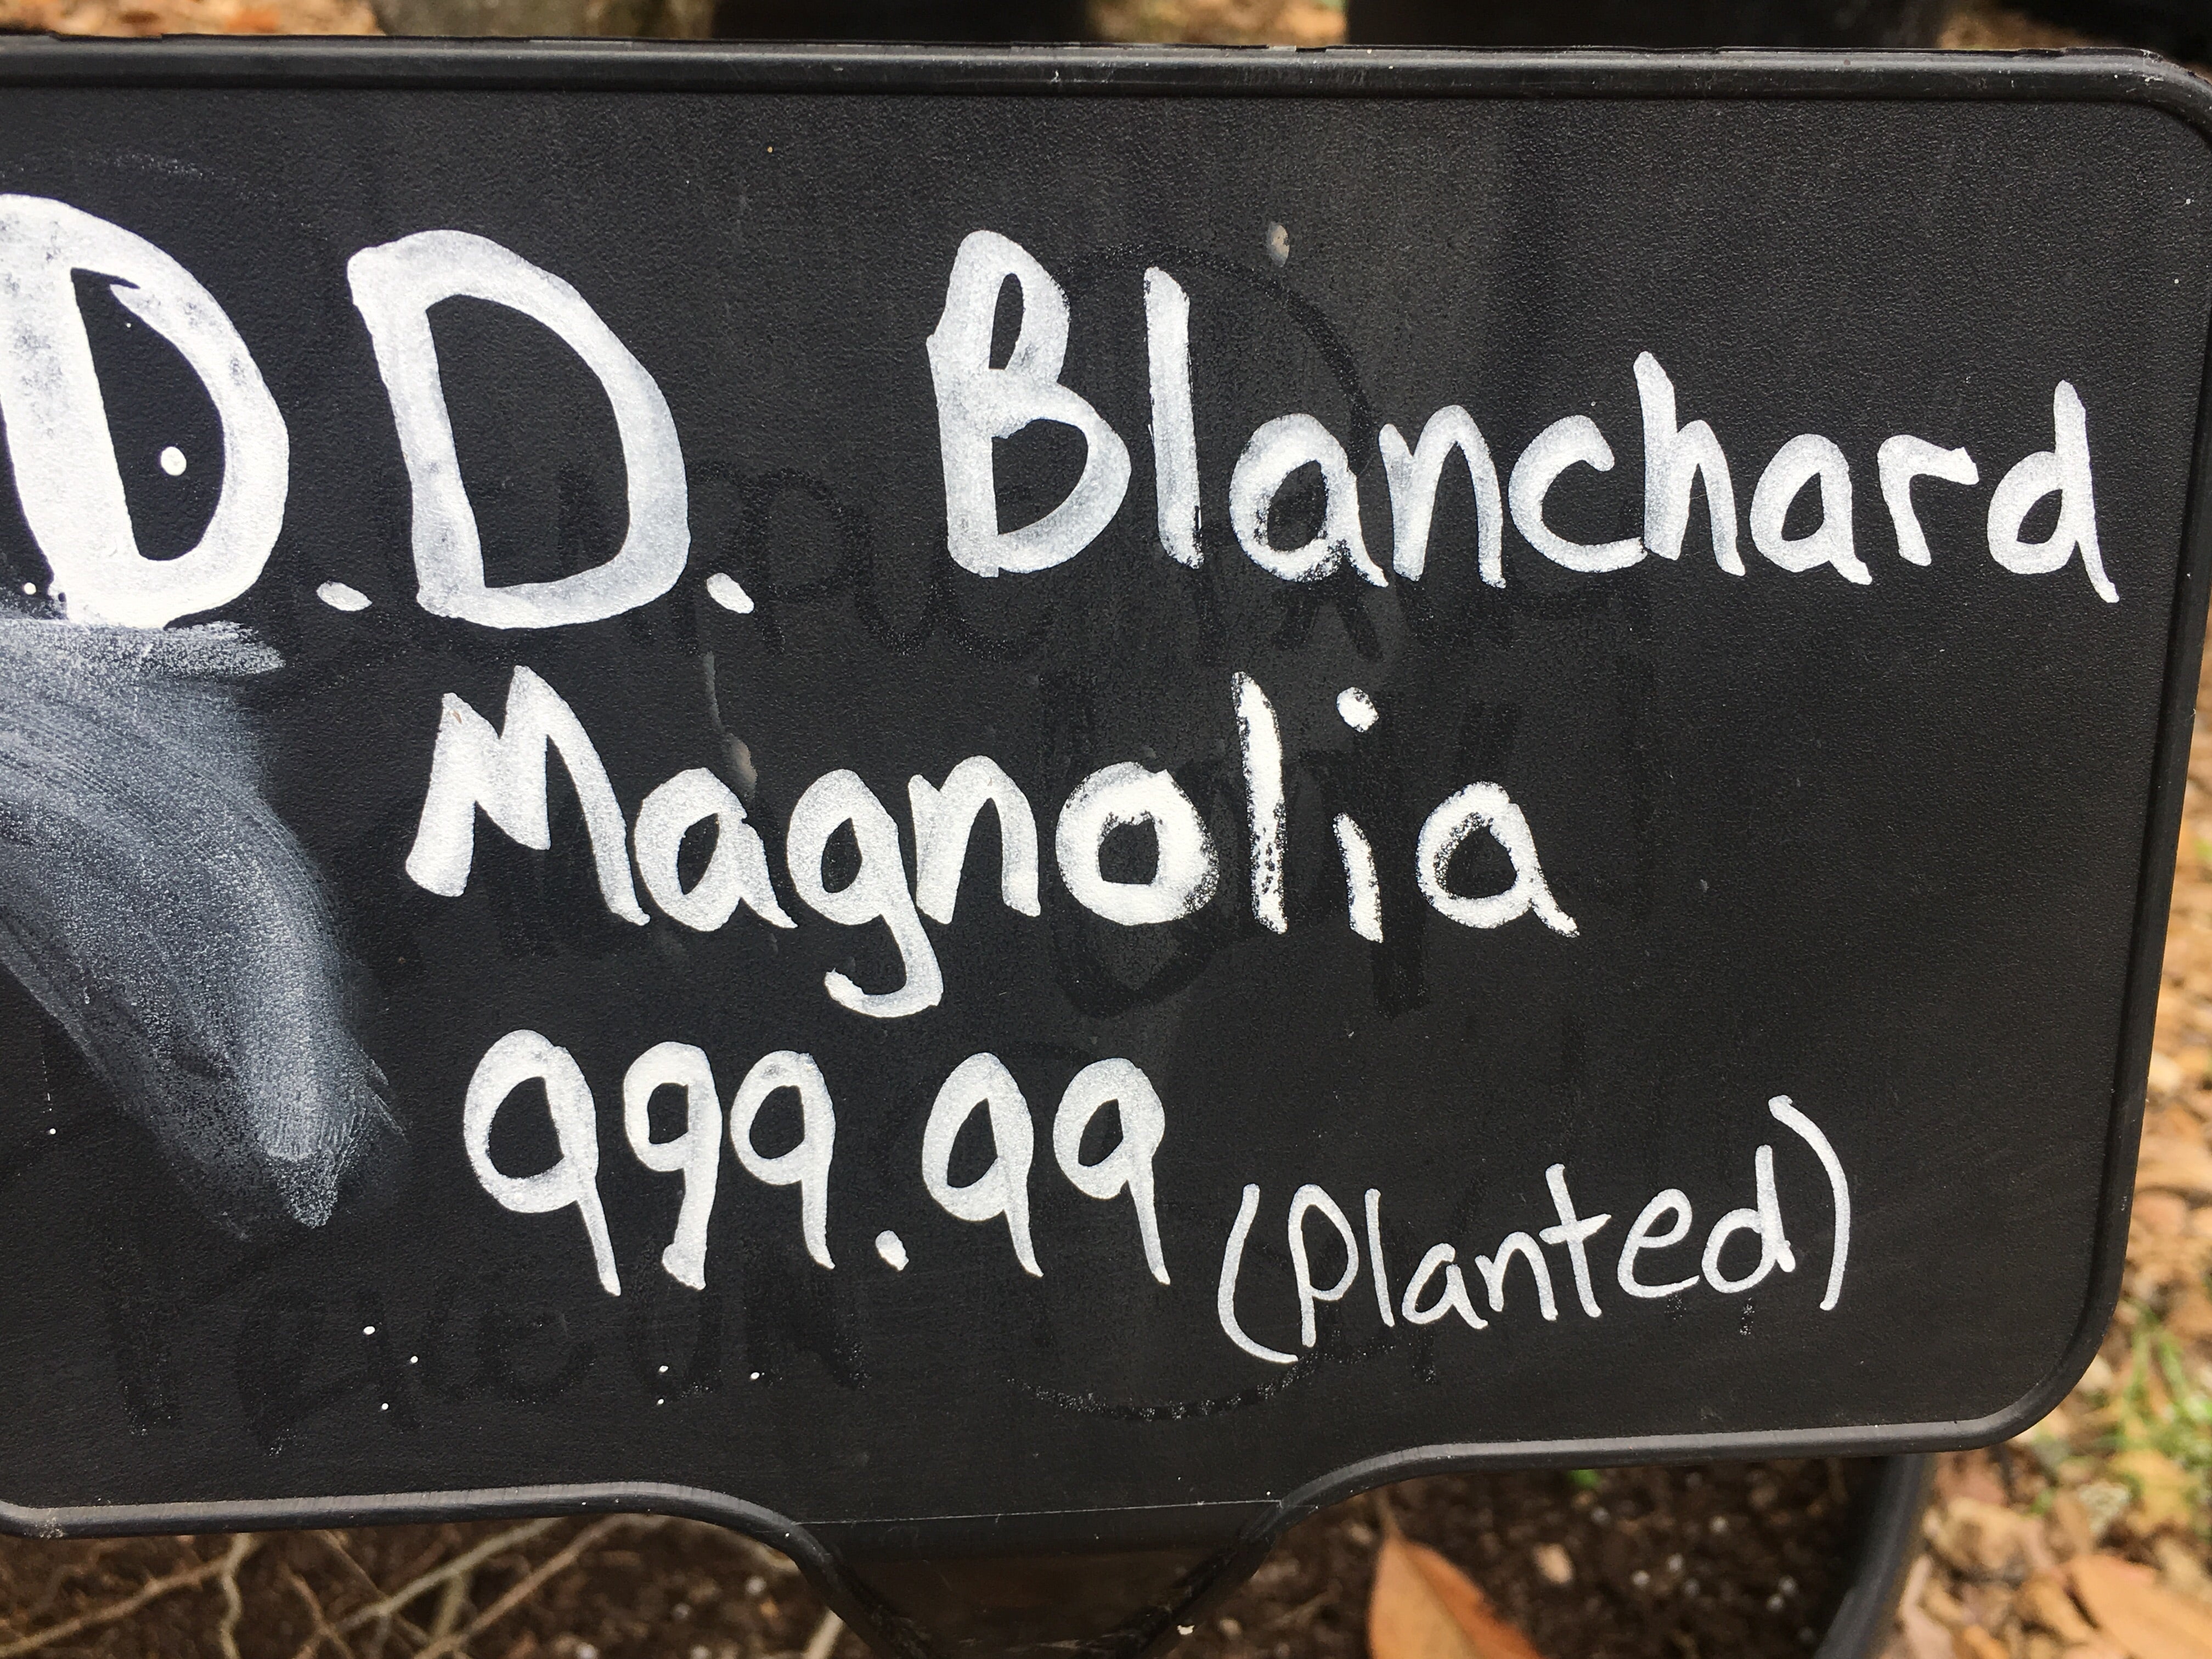 D.D. Blanchard
Magnolia
999.99 (Planted)